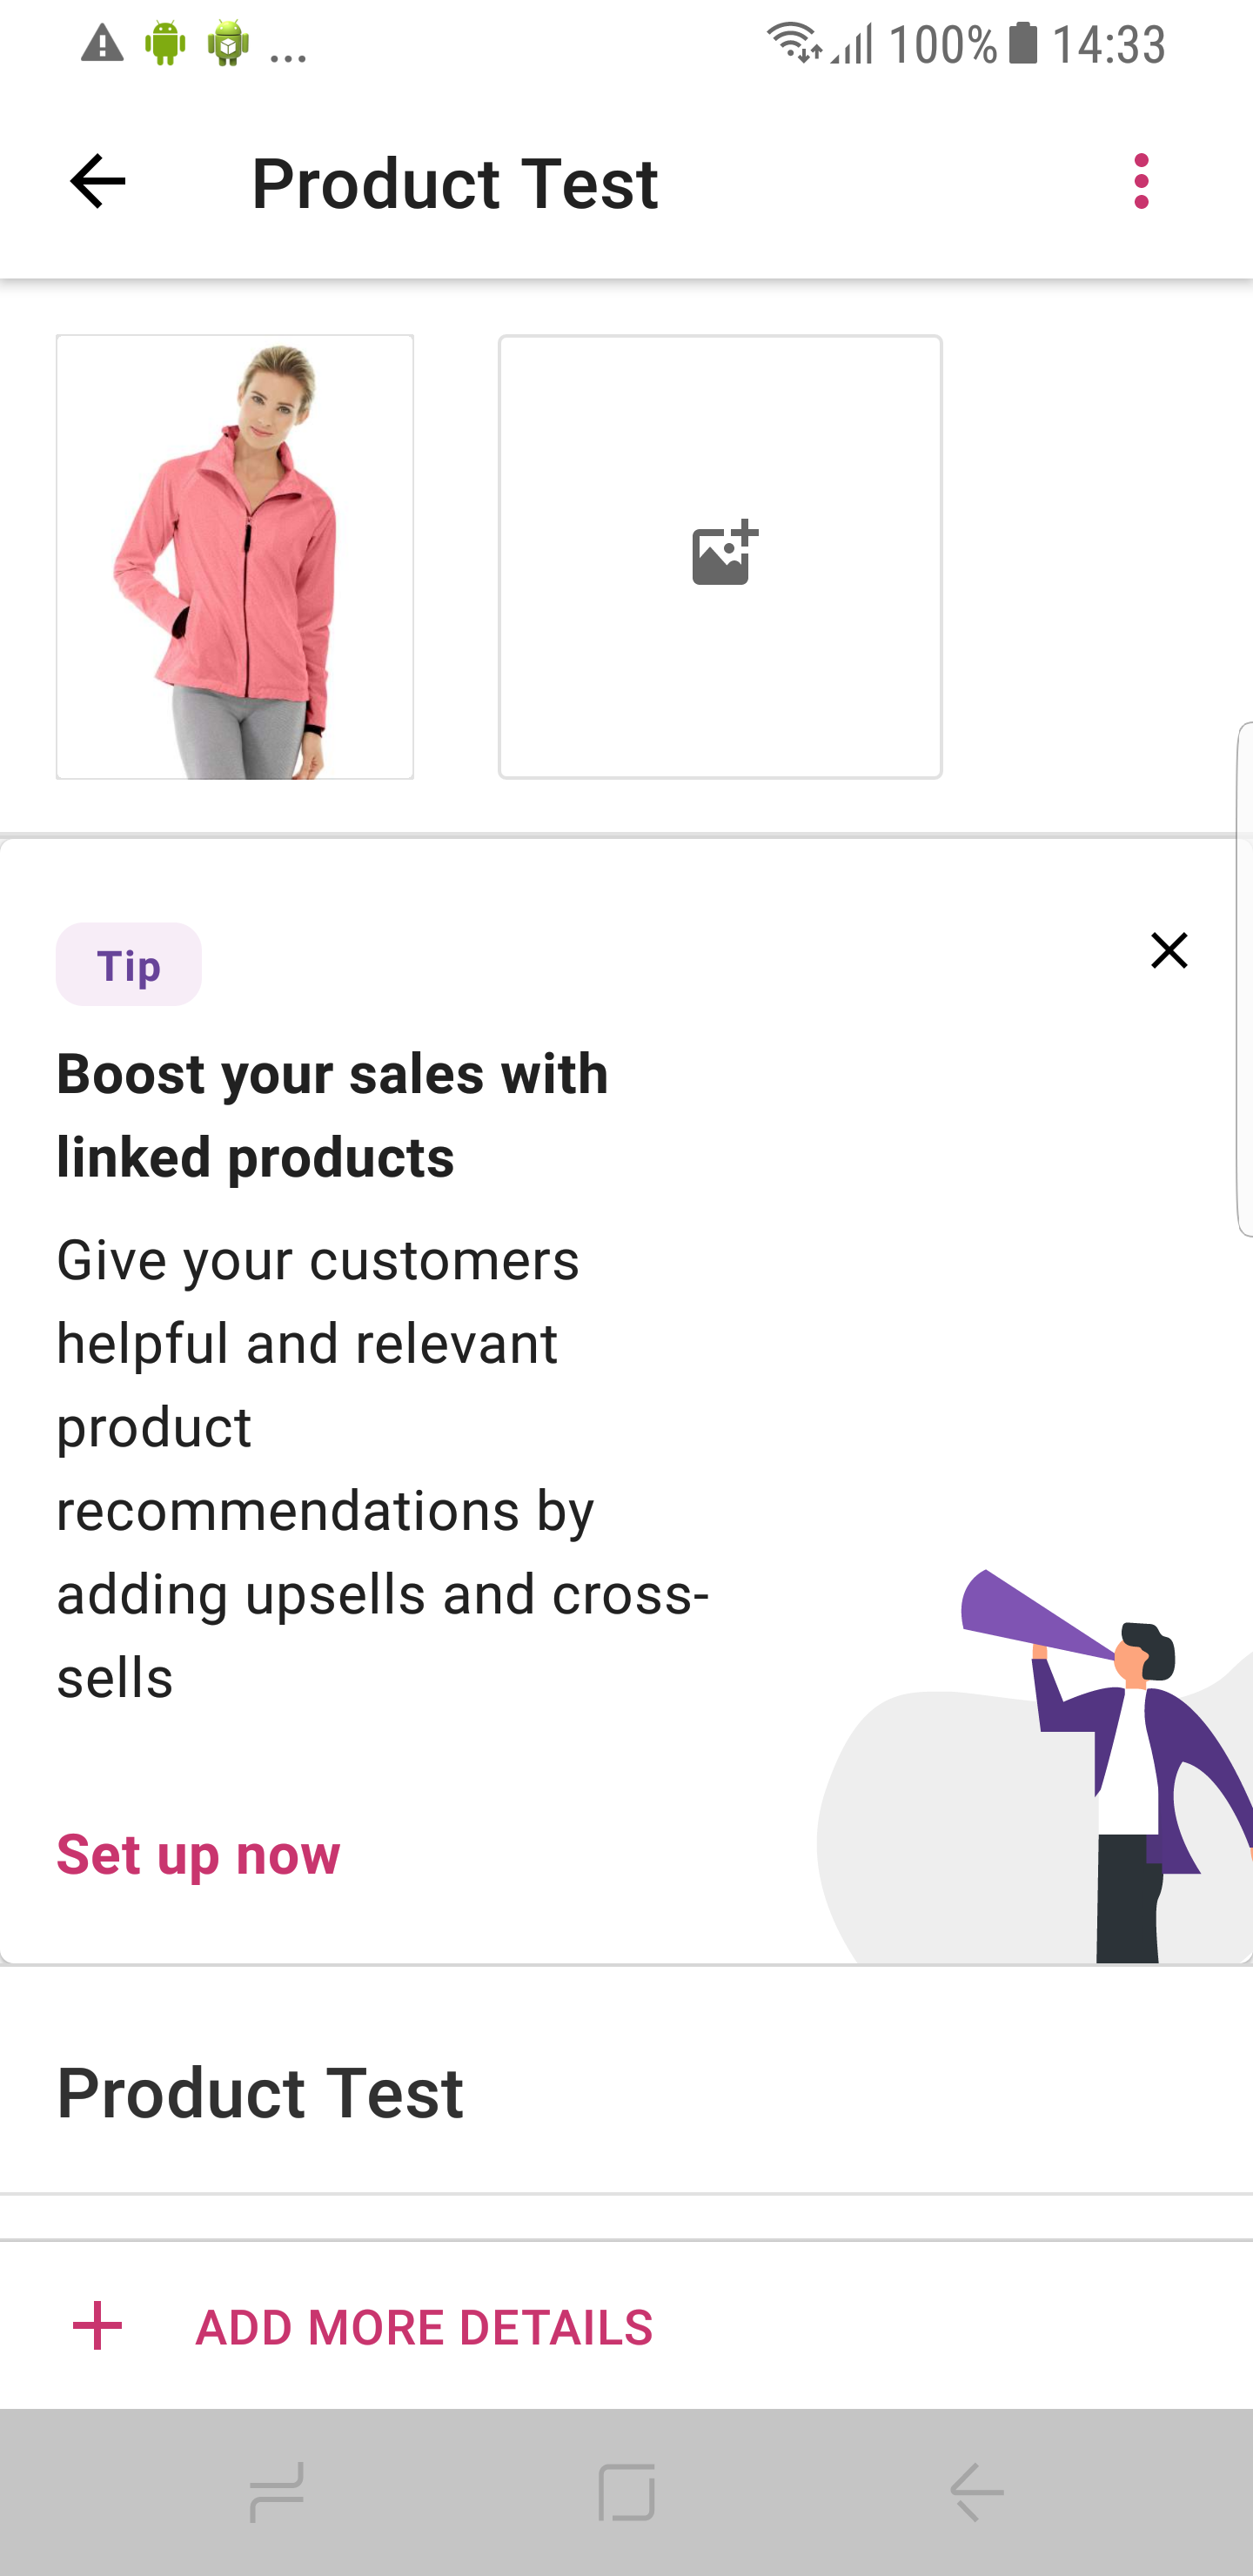 ... 100% 14:33
Product Test
Tip
Boost your sales with
linked products
Give your customers
helpful and relevant
product
recommendations by
adding upsells and cross-
sells
Set up now
Product Test
ADD MORE DETAILS